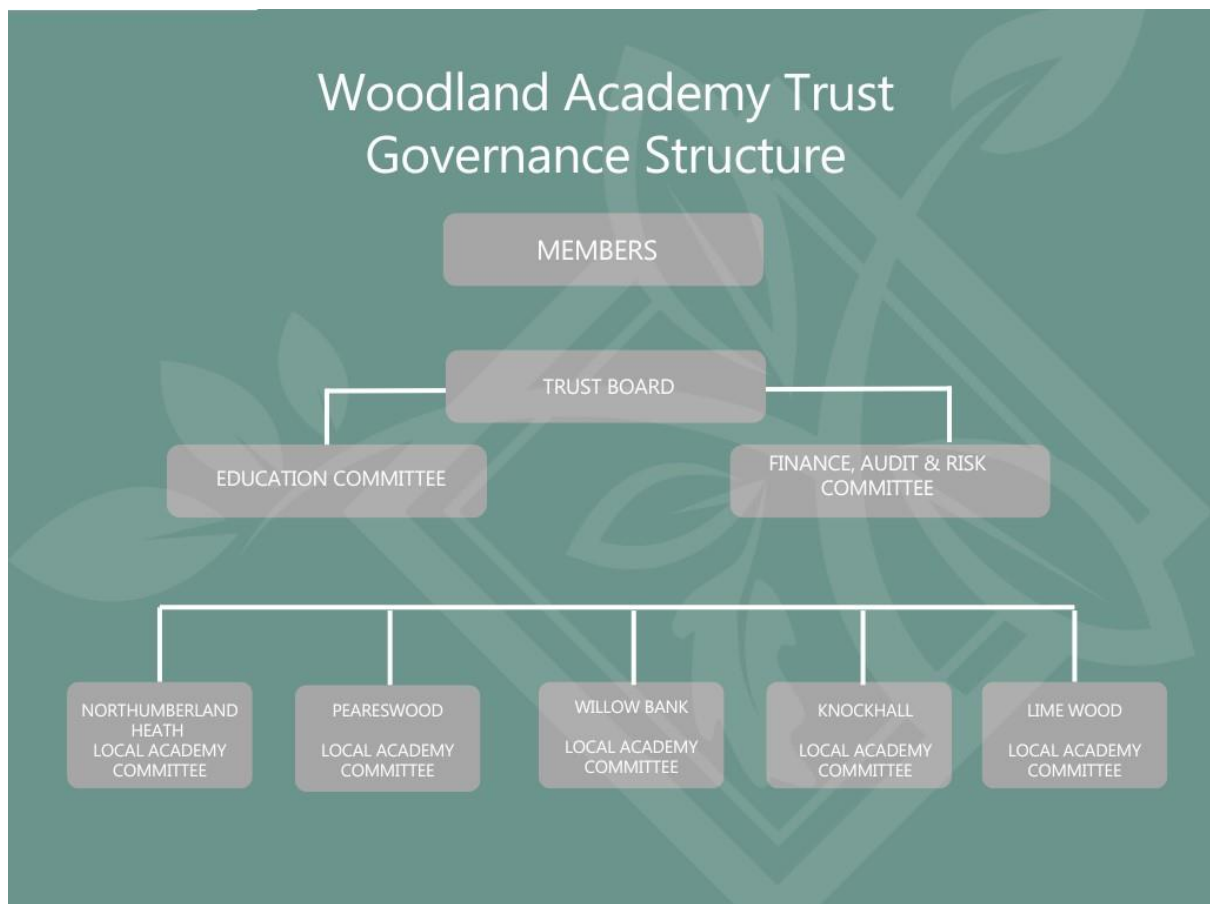 Woodland Academy Trust
Governance Structure
MEMBERS
TRUST BOARD
EDUCATION COMMITTEE
FINANCE, AUDIT & RISK
COMMITTEE
NORTHUMBERLAND
HEATH
LOCAL ACADEMY
COMMITTEE
PEARESWOOD
LOCAL ACADEMY
COMMITTEE
WILLOW BANK
LOCAL ACADEMY
COMMITTEE
KNOCKHALL
LOCAL ACADEMY
COMMITTEE
LIME WOOD
LOCAL ACADEMY
COMMITTEE